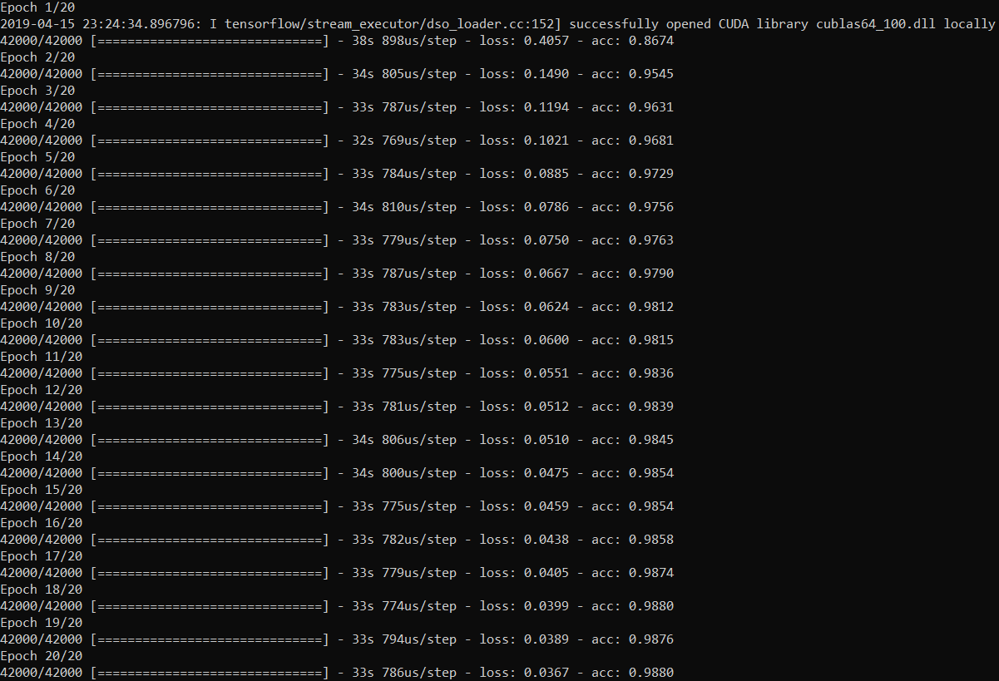 Epoch 1/20
2019-04-15 23:24:34.896796: I tensorflow/stream_executor/dso_loader.cc:152] successfully opened CUDA library cublas64_100.dll locally
42000/42000 [==============================] - 38s 898us/step - loss: 0.4057 - acc: 0.8674
Epoch 2/20
42000/42000 [==============================] - 34s 805us/step - loss: 0.1490 - acc: 0.9545
Epoch 3/20
42000/42000 [==============================] - 33s 787us/step - loss: 0.1194 - acc: 0.9631
Epoch 4/20
42000/42000 [==============================] - 32s 769us/step - loss: 0.1021 - acc: 0.9681
Epoch 5/20
42000/42000 [==============================] - 33s 784us/step - loss: 0.0885 - acc: 0.9729
Epoch 6/20
42000/42000 [==============================] - 34s 810us/step - loss: 0.0786 - acc: 0.9756
Epoch 7/20
42000/42000 [==============================] - 33s 779us/step - loss: 0.0750 - acc: 0.9763
Epoch 8/20
42000/42000 [==============================] - 33s 787us/step - loss: 0.0667 - acc: 0.9790
Epoch 9/20
42000/42000 [==============================] - 33s 783us/step - loss: 0.0624 - acc: 0.9812
Epoch 10/20
42000/42000 [==============================] - 33s 783us/step - loss: 0.0600 - acc: 0.9815
Epoch 11/20
42000/42000 [==============================] - 33s 775us/step - loss: 0.0551 - acc: 0.9836
Epoch 12/20
42000/42000 [==============================] - 33s 781us/step - loss: 0.0512 - acc: 0.9839
Epoch 13/20
42000/42000 [==============================] - 34s 806us/step - loss: 0.0510 - acc: 0.9845
Epoch 14/20
42000/42000 [==============================] - 34s 800us/step - loss: 0.0475 - acc: 0.9854
Epoch 15/20
42000/42000 [==============================] - 33s 775us/step - loss: 0.0459 - acc: 0.9854
Epoch 16/20
42000/42000 [==============================] - 33s 782us/step - loss: 0.0438 - acc: 0.9858
Epoch 17/20
42000/42000 [==============================] - 33s 779us/step - loss: 0.0405 - acc: 0.9874
Epoch 18/20
42000/42000 [==============================] - 33s 774us/step - loss: 0.0399 - acc: 0.9880
Epoch 19/20
42000/42000 [==============================] - 33s 794us/step - loss: 0.0389 - acc: 0.9876
Epoch 20/20
42000/42000 [==============================] - 33s 786us/step - loss: 0.0367 - acc: 0.9880